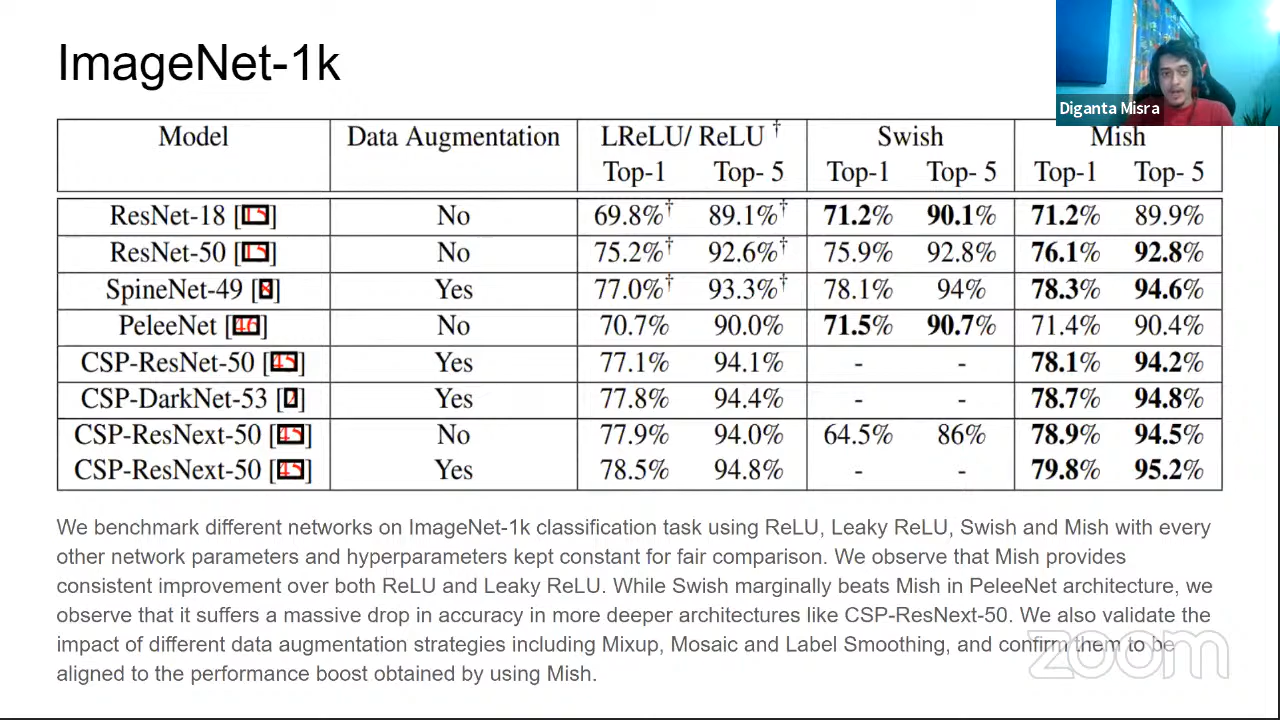 ImageNet-1k
Diganta Misra
Model Data Augmentation LReLU/ ReLU † Swish Mish
Top-1 Top- 5 Top-1 Top- 5 Top-1 Top- 5
ResNet-18 [15] No 69.8%† 89.1%† 71.2% 90.1% 71.2% 89.9%
ResNet-50 [15] No 75.2%† 92.6%† 75.9% 92.8% 76.1% 92.8%
SpineNet-49 [8] Yes 77.0%† 93.3%† 78.1% 94% 78.3% 94.6%
PeleeNet [46] No 70.7% 90.0% 71.5% 90.7% 71.4% 90.4%
CSP-ResNet-50 [45] Yes 77.1% 94.1% - - 78.1% 94.2%
CSP-DarkNet-53 [] Yes 77.8% 94.4% - - 78.7% 94.8%
CSP-ResNext-50 [45] No 77.9% 94.0% 64.5% 86% 78.9% 94.5%
CSP-ResNext-50 [45] Yes 78.5% 94.8% - - 79.8% 95.2%
We benchmark different networks on ImageNet-1k classification task using ReLU, Leaky ReLU, Swish and Mish with every
other network parameters and hyperparameters kept constant for fair comparison. We observe that Mish provides
consistent improvement over both ReLU and Leaky ReLU. While Swish marginally beats Mish in PeleeNet architecture, we
observe that it suffers a massive drop in accuracy in more deeper architectures like CSP-ResNext-50. We also validate the
impact of different data augmentation strategies including Mixup, Mosaic and Label Smoothing, and confirm them to be
aligned to the performance boost obtained by using Mish.
zoom